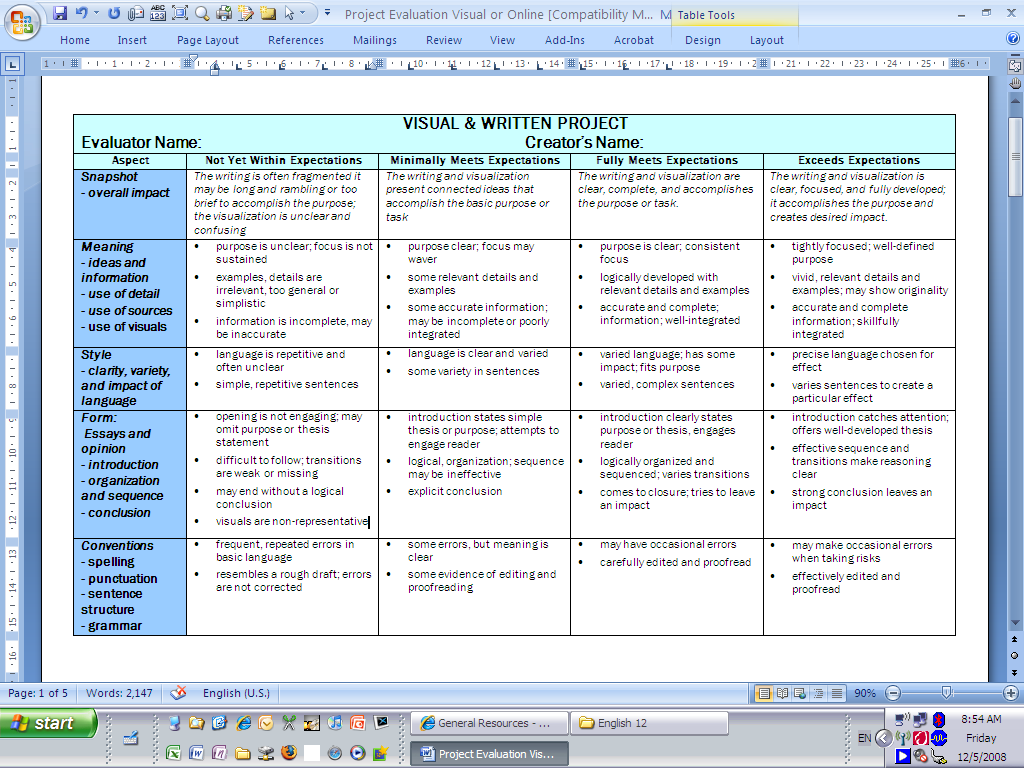 Project Evaluation Visual or Online [Compatibility M... M
Table Tools
Home Insert Page Layout References Mailings Review View Add-Ins Acrobat Design Layout
VISUAL & WRITTEN PROJECT
Evaluator Name: Creator's Name:
Aspect Not Yet Within Expectations Minimally Meets Expectations Fully Meets Expectations Exceeds Expectations
Snapshot
- overall impact
The writing is often fragmented it
may be long and rambling or too
brief to accomplish the purpose;
the visualization is unclear and
confusing
The writing and visualization
present connected ideas that
accomplish the basic purpose or
task
The writing and visualization are
clear, complete, and accomplishes
the purpose or task.
The writing and visualization is
clear, focused, and fully developed;
it accomplishes the purpose and
creates desired impact.
Meaning
- ideas and
information
- use of detail
- use of sources
- use of visuals
• purpose is unclear; focus is not
sustained
• examples, details are
irrelevant, too general or
simplistic
• information is incomplete, may
be inaccurate
• purpose clear; focus may
waver
• some relevant details and
examples
• some accurate information;
may be incomplete or poorly
integrated
• purpose is clear; consistent
focus
• logically developed with
relevant details and examples
• accurate and complete;
information; well-integrated
• tightly focused; well-defined
purpose
• vivid, relevant details and
examples; may show originality
• accurate and complete
information; skillfully
integrated
Style
- clarity, variety,
and impact of
language
• language is repetitive and
often unclear
• simple, repetitive sentences
• language is clear and varied
• some variety in sentences
• varied language; has some
impact; fits purpose
• varied, complex sentences
• precise language chosen for
effect
• varies sentences to create a
particular effect
Form:
Essays and
opinion
- introduction
- organization
and sequence
- conclusion
• opening is not engaging; may
omit purpose or thesis
statement
• difficult to follow; transitions
are weak or missing
• may end without a logical
conclusion
• visuals are non-representative
• introduction states simple
thesis or purpose; attempts to
engage reader
• logical, organization; sequence
may be ineffective
• explicit conclusion
• introduction clearly states
purpose or thesis, engages
reader
• logically organized and
sequenced; varies transitions
• comes to closure; tries to leave
an impact
• introduction catches attention;
offers well-developed thesis
• effective sequence and
transitions make reasoning
clear
• strong conclusion leaves an
impact
Conventions
- spelling
- punctuation
- sentence
structure
- grammar
• frequent, repeated errors in
basic language
• resembles a rough draft; errors
are not corrected
• some errors, but meaning is
clear
• some evidence of editing and
proofreading
• may have occasional errors
• carefully edited and proofread
• may make occasional errors
when taking risks
• effectively edited and
proofread
Page: 1 of 5 Words: 2,147 English (U.S.) 90%
start
General Resources - ...
English 12
Project Evaluation Vis...
EN
8:54 AM
Friday
12/5/2008